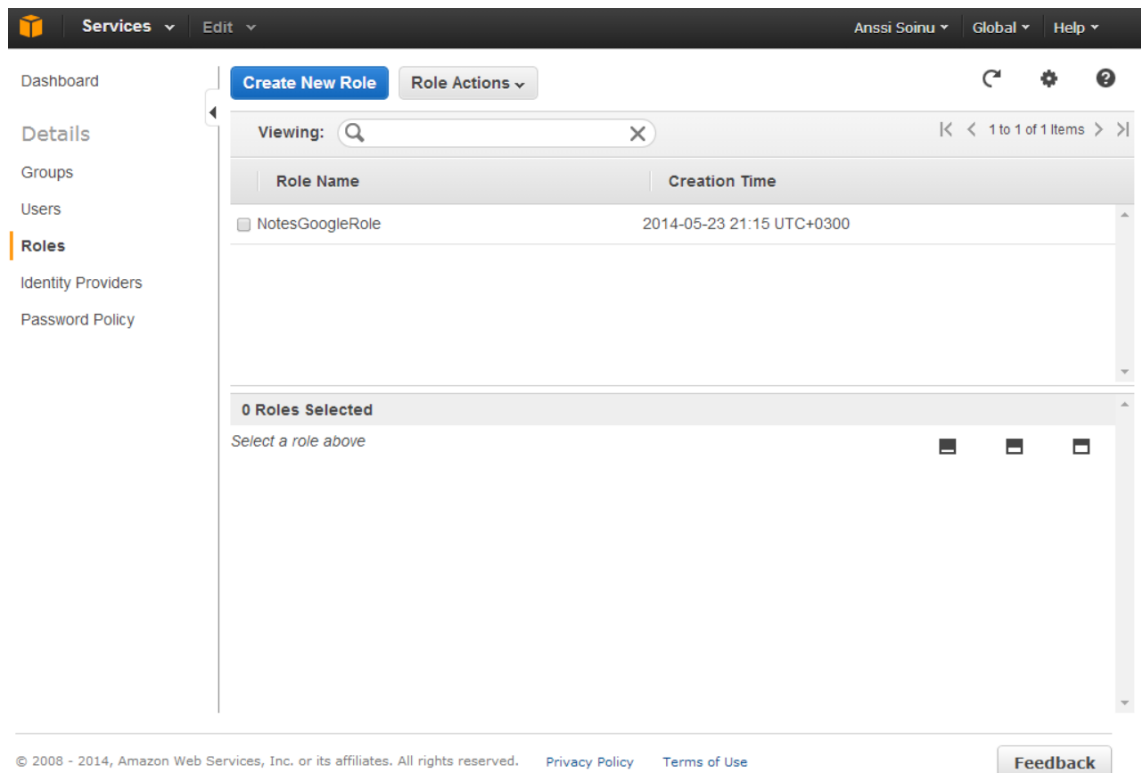 Services Edit Anssi Soinu Global Help
Dashboard
Details
Groups
Users
Roles
Identity Providers
Password Policy
Create New Role Role Actions
Viewing: 1 to 1 of 1 Items
Role Name Creation Time
NotesGoogleRole 2014-05-23 21:15 UTC+0300
0 Roles Selected
Select a role above
© 2008 - 2014, Amazon Web Services, Inc. or its affiliates. All rights reserved. Privacy Policy Terms of Use Feedback